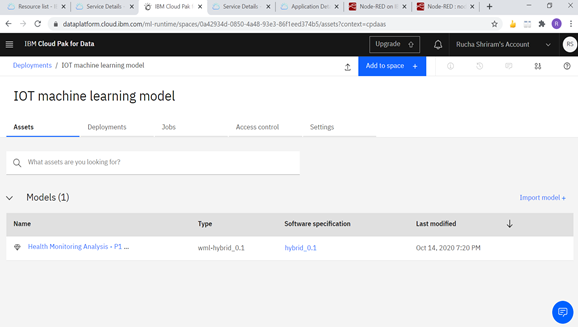 Resource list - I
Service Details
IBM Cloud Pak f
Service Details
Application Det
Node-RED on I
Node-RED : no
dataplatform.cloud.ibm.com/ml-runtime/spaces/0a42934d-0850-4a48-93e3-86f1eed374b5/assets?context=cpdaas
R
IBM Cloud Pak for Data
Upgrade
Rucha Shriram's Account
RS
Deployments / IOT machine learning model
Add to space +
IOT machine learning model
Assets Deployments Jobs Access control Settings
What assets are you looking for?
Models (1)
Import model +
Name Type Software specification Last modified
Health Monitoring Analysis - P1 ... wml-hybrid_0.1 hybrid_0.1 Oct 14, 2020 7:20 PM